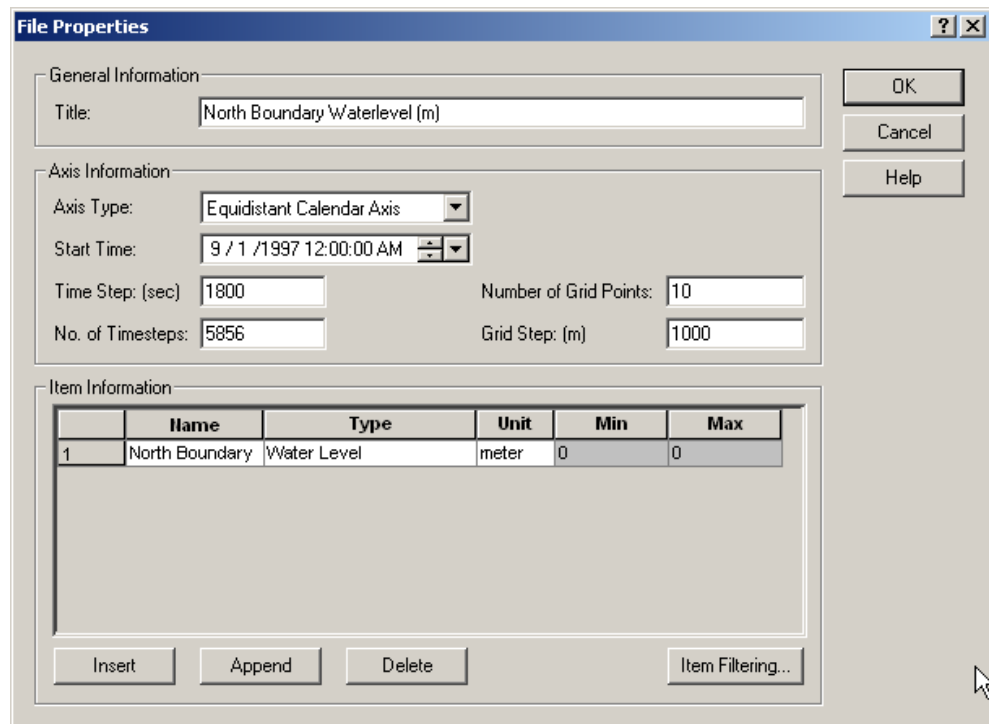 File Properties
General Information
Title: North Boundary Waterlevel (m)
OK
Cancel
Help
Axis Information
Axis Type: Equidistant Calendar Axis
Start Time: 9 / 1 /1997 12:00:00 AM
Time Step: (sec) 1800 Number of Grid Points: 10
No. of Timesteps: 5856 Grid Step: (m) 1000
Item Information
Name Type Unit Min Max
1 North Boundary Water Level meter 0 0
Insert Append Delete Item Filtering...